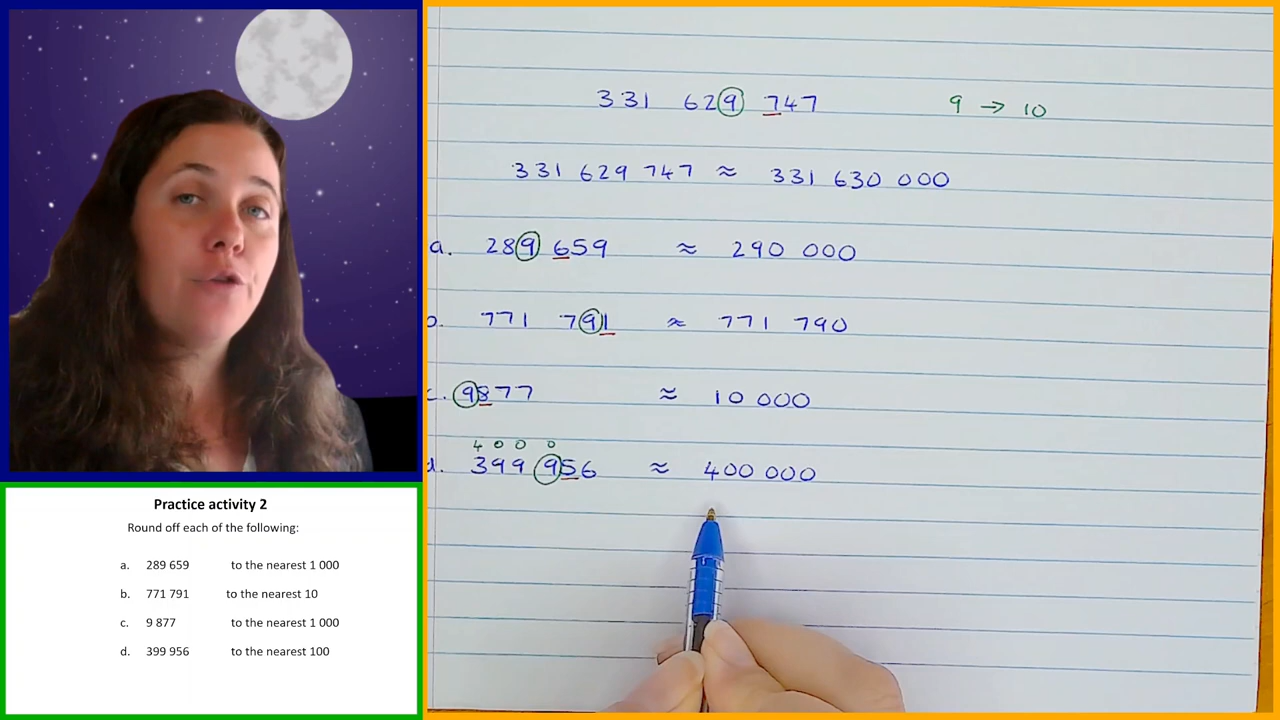 331 629 747 9 → 10
331 629 747 ≈ 331 630 000
a. 289 659 ≈ 290 000
b. 771 791 ≈ 771 790
c. 9877 ≈ 10 000
4 0 0 0
d. 399 956 ≈ 400 000
Practice activity 2
Round off each of the following:
a. 289 659 to the nearest 1 000
b. 771 791 to the nearest 10
c. 9 877 to the nearest 1 000
d. 399 956 to the nearest 100